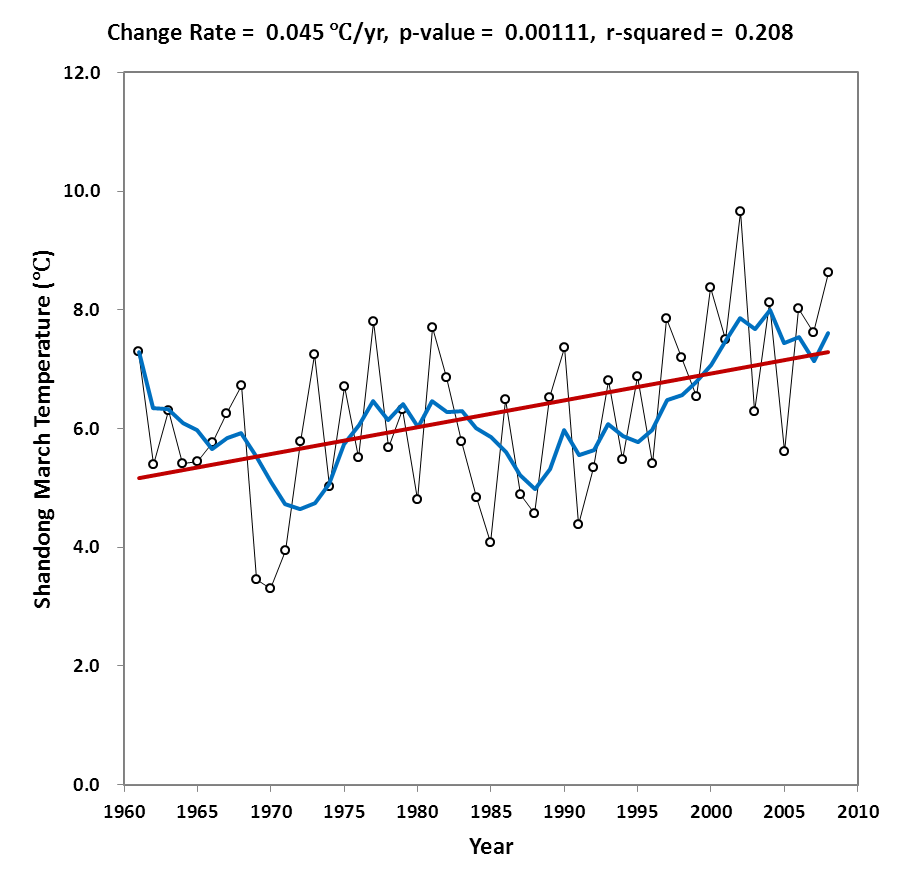 Change Rate = 0.045 ℃/yr, p-value = 0.00111, r-squared = 0.208
12.0
10.0
8.0
6.0
4.0
2.0
0.0
Shandong March Temperature (℃)
1960 1965 1970 1975 1980 1985 1990 1995 2000 2005 2010
Year